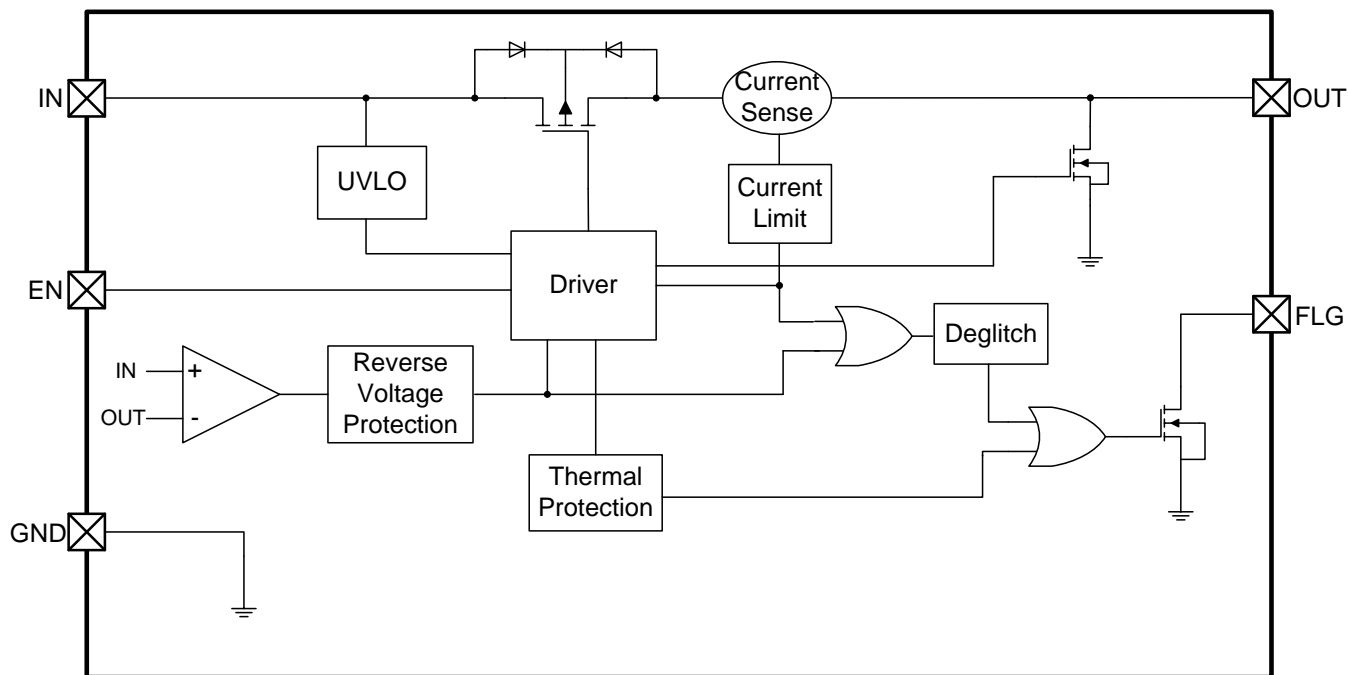 IN
Current
Sense
OUT
UVLO
Current
Limit
EN
Driver
FLG
Deglitch
IN
+
OUT
-
Reverse
Voltage
Protection
Thermal
Protection
GND